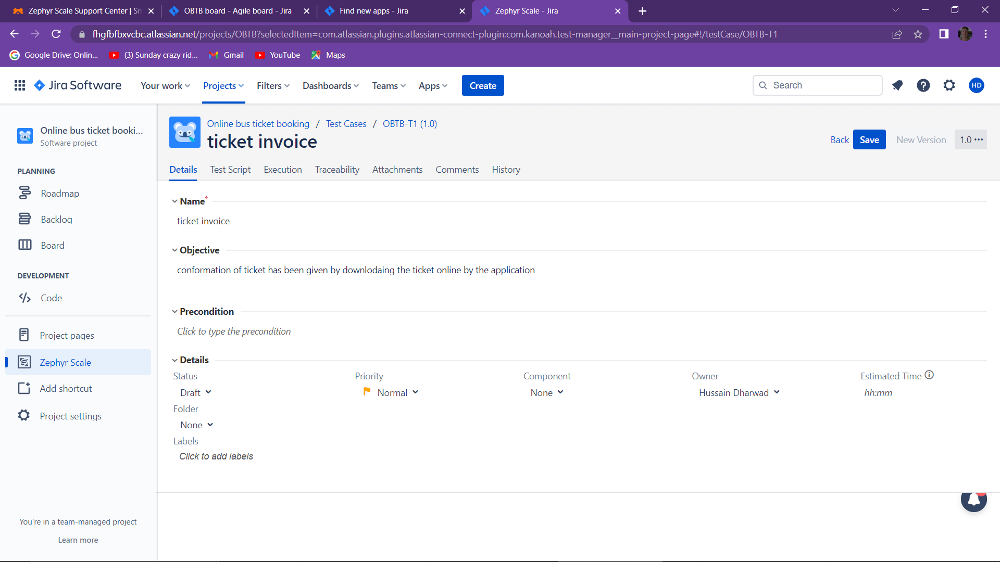 Zephyr Scale Support Center | Sm
OBTB board - Agile board - Jira
Find new apps - Jira
Zephyr Scale - Jira
fhgfbfbxvcbc.atlassian.net/projects/OBTB?selectedItem=com.atlassian.plugins.atlassian-connect-plugin:com.kanoah.test-manager__main-project-page#!/testCase/OBTB-T1
Google Drive: Onlin...
(3) Sunday crazy rid...
Gmail
YouTube
Maps
Jira Software
Your work
Projects
Filters
Dashboards
Teams
Apps
Create
Search
HD
Online bus ticket booki...
Software project
PLANNING
Roadmap
Backlog
Board
DEVELOPMENT
Code
Project pages
Zephyr Scale
Add shortcut
Project settings
You're in a team-managed project
Learn more
Online bus ticket booking / Test Cases / OBTB-T1 (1.0)
ticket invoice
Back
Save
New Version
1.0 •••
Details
Test Script
Execution
Traceability
Attachments
Comments
History
Name*
ticket invoice
Objective
conformation of ticket has been given by downlodaing the ticket online by the application
Precondition
Click to type the precondition
Details
Status
Priority
Component
Owner
Estimated Time
Draft
Normal
None
Hussain Dharwad
hh:mm
Folder
None
Labels
Click to add labels